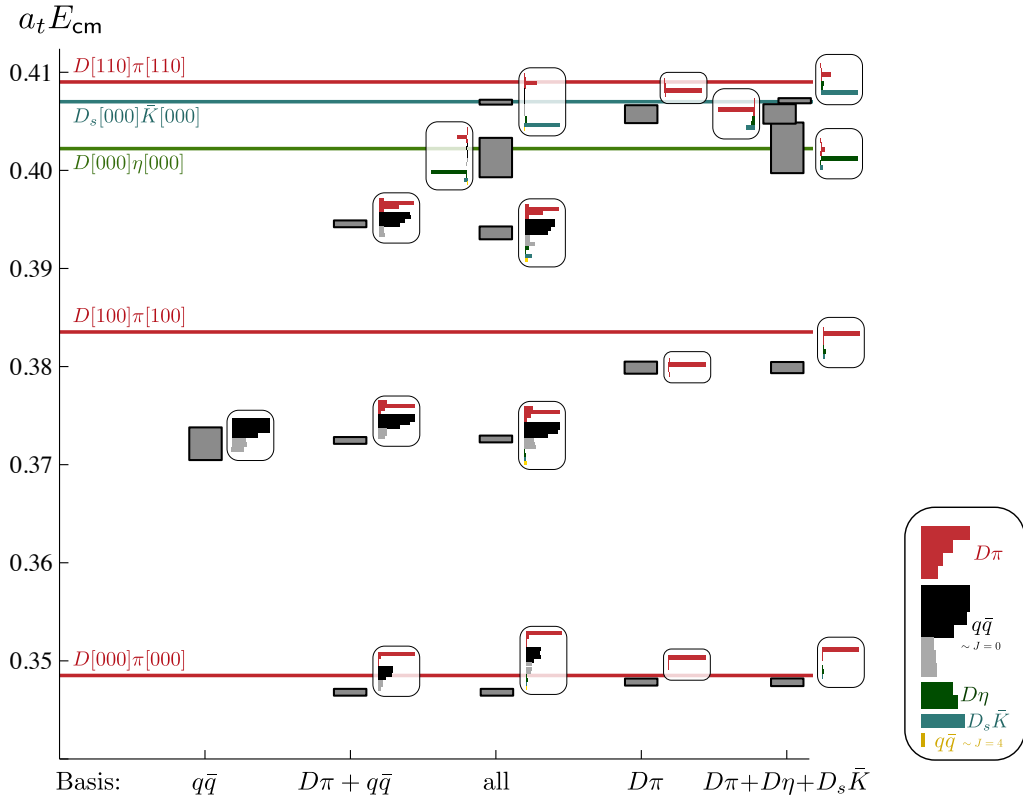 a_t E_cm
0.41
D[110]π[110]
D_s[000]K̄[000]
D[000]η[000]
0.40
0.39
D[100]π[100]
0.38
0.37
0.36
D[000]π[000]
0.35
Dπ
qq̄
~ J = 0
Dη
D_sK̄
qq̄ ~ J = 4
Basis: qq̄ Dπ + qq̄ all Dπ Dπ+Dη+D_sK̄